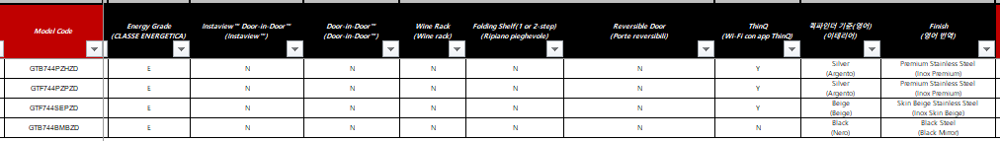 Model Code
Energy Grade
(CLASSE ENERGETICA)
Instaview™ Door-in-Door™
(Instaview™)
Door-in-Door™
(Door-in-Door™)
Wine Rack
(Wine rack)
Folding Shelf(1 or 2-step)
(Ripiano pieghevole)
Reversible Door
(Porte reversibili)
ThinQ
(Wi-Fi con app ThinQ)
퀵파인더 기준(영어)
(이태리어)
Finish
(영어 번역)
GTB744PZHZD E N N N N N Y Silver
(Argento)
Premium Stainless Steel
(Inox Premium)
GTF744PZPZD E N N N N N Y Silver
(Argento)
Premium Stainless Steel
(Inox Premium)
GTF744SEPZD E N N N N N Y Beige
(Beige)
Skin Beige Stainless Steel
(Inox Skin Beige)
GTB744BMBZD E N N N N N N Black
(Nero)
Black Steel
(Black Mirror)